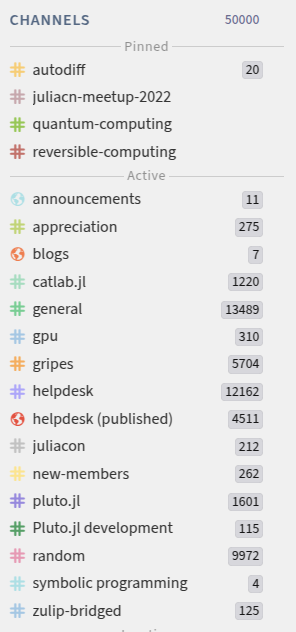 CHANNELS 50000
Pinned
autodiff 20
juliacn-meetup-2022
quantum-computing
reversible-computing
Active
announcements 11
appreciation 275
blogs 7
catlab.jl 1220
general 13489
gpu 310
gripes 5704
helpdesk 12162
helpdesk (published) 4511
juliacon 212
new-members 262
pluto.jl 1601
Pluto.jl development 115
random 9972
symbolic programming 4
zulip-bridged 125